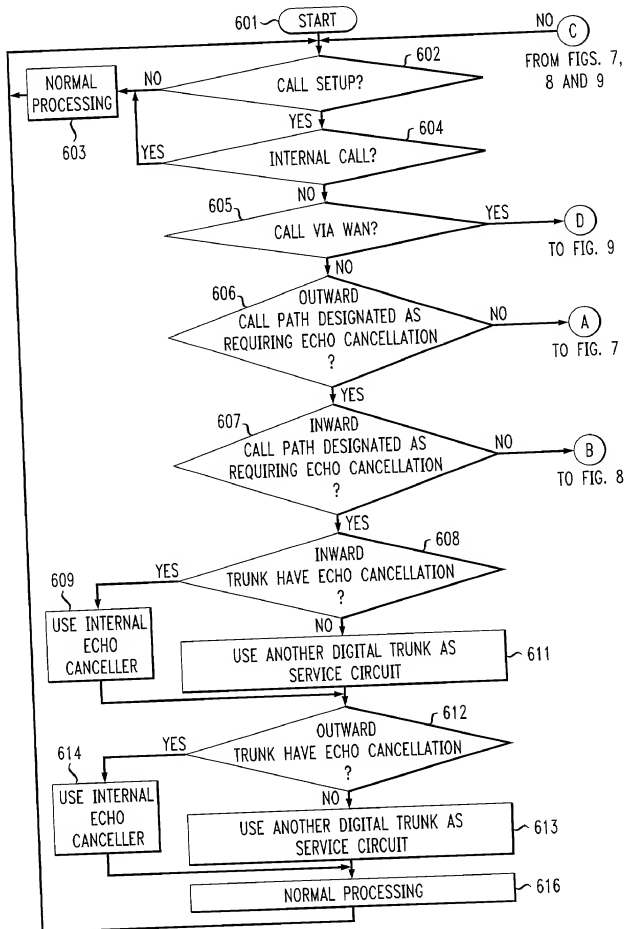 601
START
NO
C
FROM FIGS. 7,
8 AND 9
602
CALL SETUP?
NO
NORMAL
PROCESSING
603
YES
604
INTERNAL CALL?
YES
NO
605
CALL VIA WAN?
YES
D
TO FIG. 9
NO
606
OUTWARD
CALL PATH DESIGNATED AS
REQUIRING ECHO CANCELLATION
?
NO
A
TO FIG. 7
YES
607
INWARD
CALL PATH DESIGNATED AS
REQUIRING ECHO CANCELLATION
?
NO
B
TO FIG. 8
YES
608
INWARD
TRUNK HAVE ECHO CANCELLATION
?
YES
609
USE INTERNAL
ECHO
CANCELLER
NO
USE ANOTHER DIGITAL TRUNK AS
SERVICE CIRCUIT
611
612
OUTWARD
TRUNK HAVE ECHO CANCELLATION
?
YES
614
USE INTERNAL
ECHO
CANCELLER
NO
USE ANOTHER DIGITAL TRUNK AS
SERVICE CIRCUIT
613
NORMAL PROCESSING
616